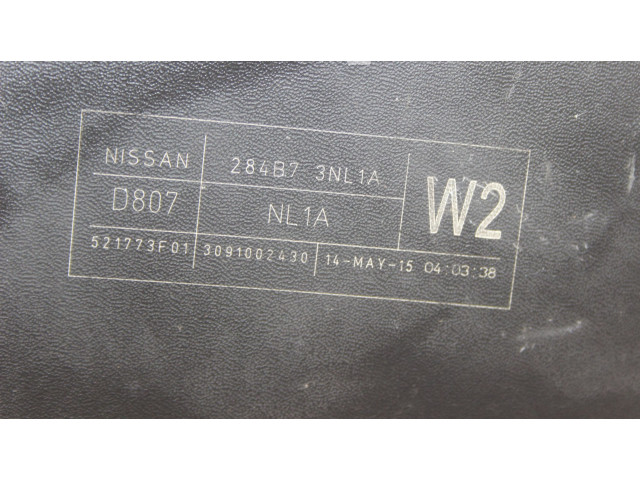 NISSAN 284B7 3NL1A W2
D807 NL1A
521773F01 3091002430 14-MAY-15 04:03:38